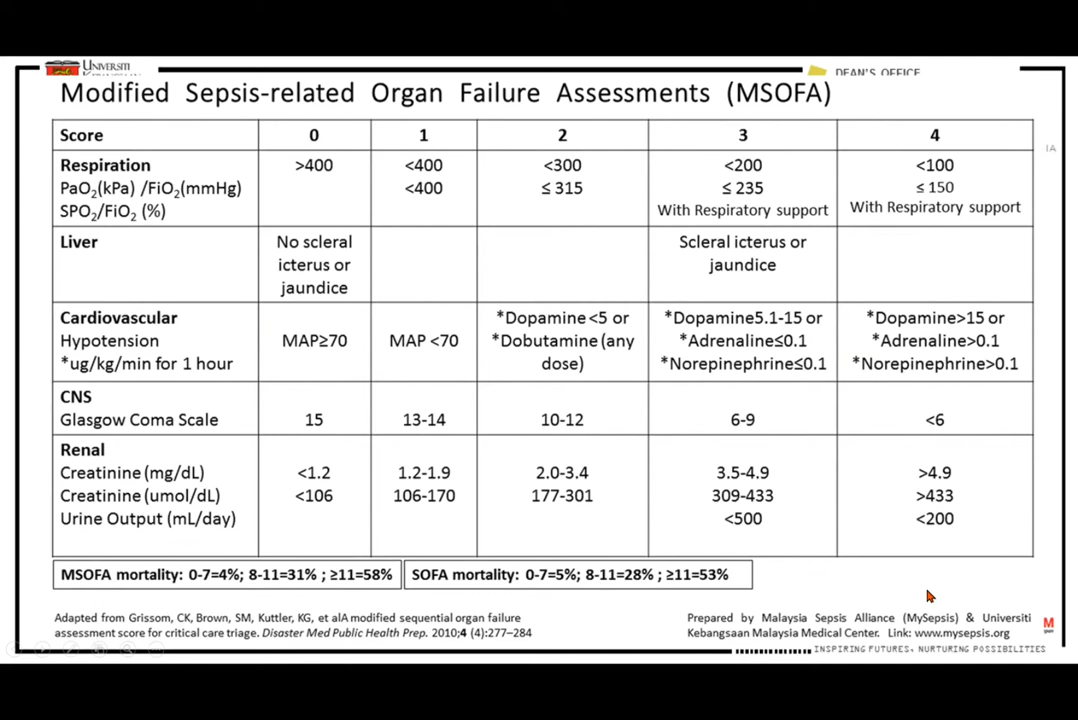 UNIVERSITI
DEAN'S OFFICE
Modified Sepsis-related Organ Failure Assessments (MSOFA)
Score 0 1 2 3 4
Respiration >400 <400 <300 <200 <100
PaO2(kPa) /FiO2(mmHg) <400 ≤ 315 ≤ 235 ≤ 150
SPO2/FiO2 (%) With Respiratory support With Respiratory support
Liver No scleral Scleral icterus or
icterus or jaundice
jaundice
Cardiovascular *Dopamine <5 or *Dopamine5.1-15 or *Dopamine>15 or
Hypotension MAP≥70 MAP <70 *Dobutamine (any *Adrenaline≤0.1 *Adrenaline>0.1
*ug/kg/min for 1 hour dose) *Norepinephrine≤0.1 *Norepinephrine>0.1
CNS
Glasgow Coma Scale 15 13-14 10-12 6-9 <6
Renal
Creatinine (mg/dL) <1.2 1.2-1.9 2.0-3.4 3.5-4.9 >4.9
Creatinine (umol/dL) <106 106-170 177-301 309-433 >433
Urine Output (mL/day) <500 <200
MSOFA mortality: 0-7=4%; 8-11=31% ; ≥11=58% SOFA mortality: 0-7=5%; 8-11=28% ; ≥11=53%
Adapted from Grissom, CK, Brown, SM, Kuttler, KG, et alA modified sequential organ failure
assessment score for critical care triage. Disaster Med Public Health Prep. 2010;4 (4):277–284
Prepared by Malaysia Sepsis Alliance (MySepsis) & Universiti
Kebangsaan Malaysia Medical Center. Link: www.mysepsis.org
INSPIRING FUTURES, NURTURING POSSIBILITIES